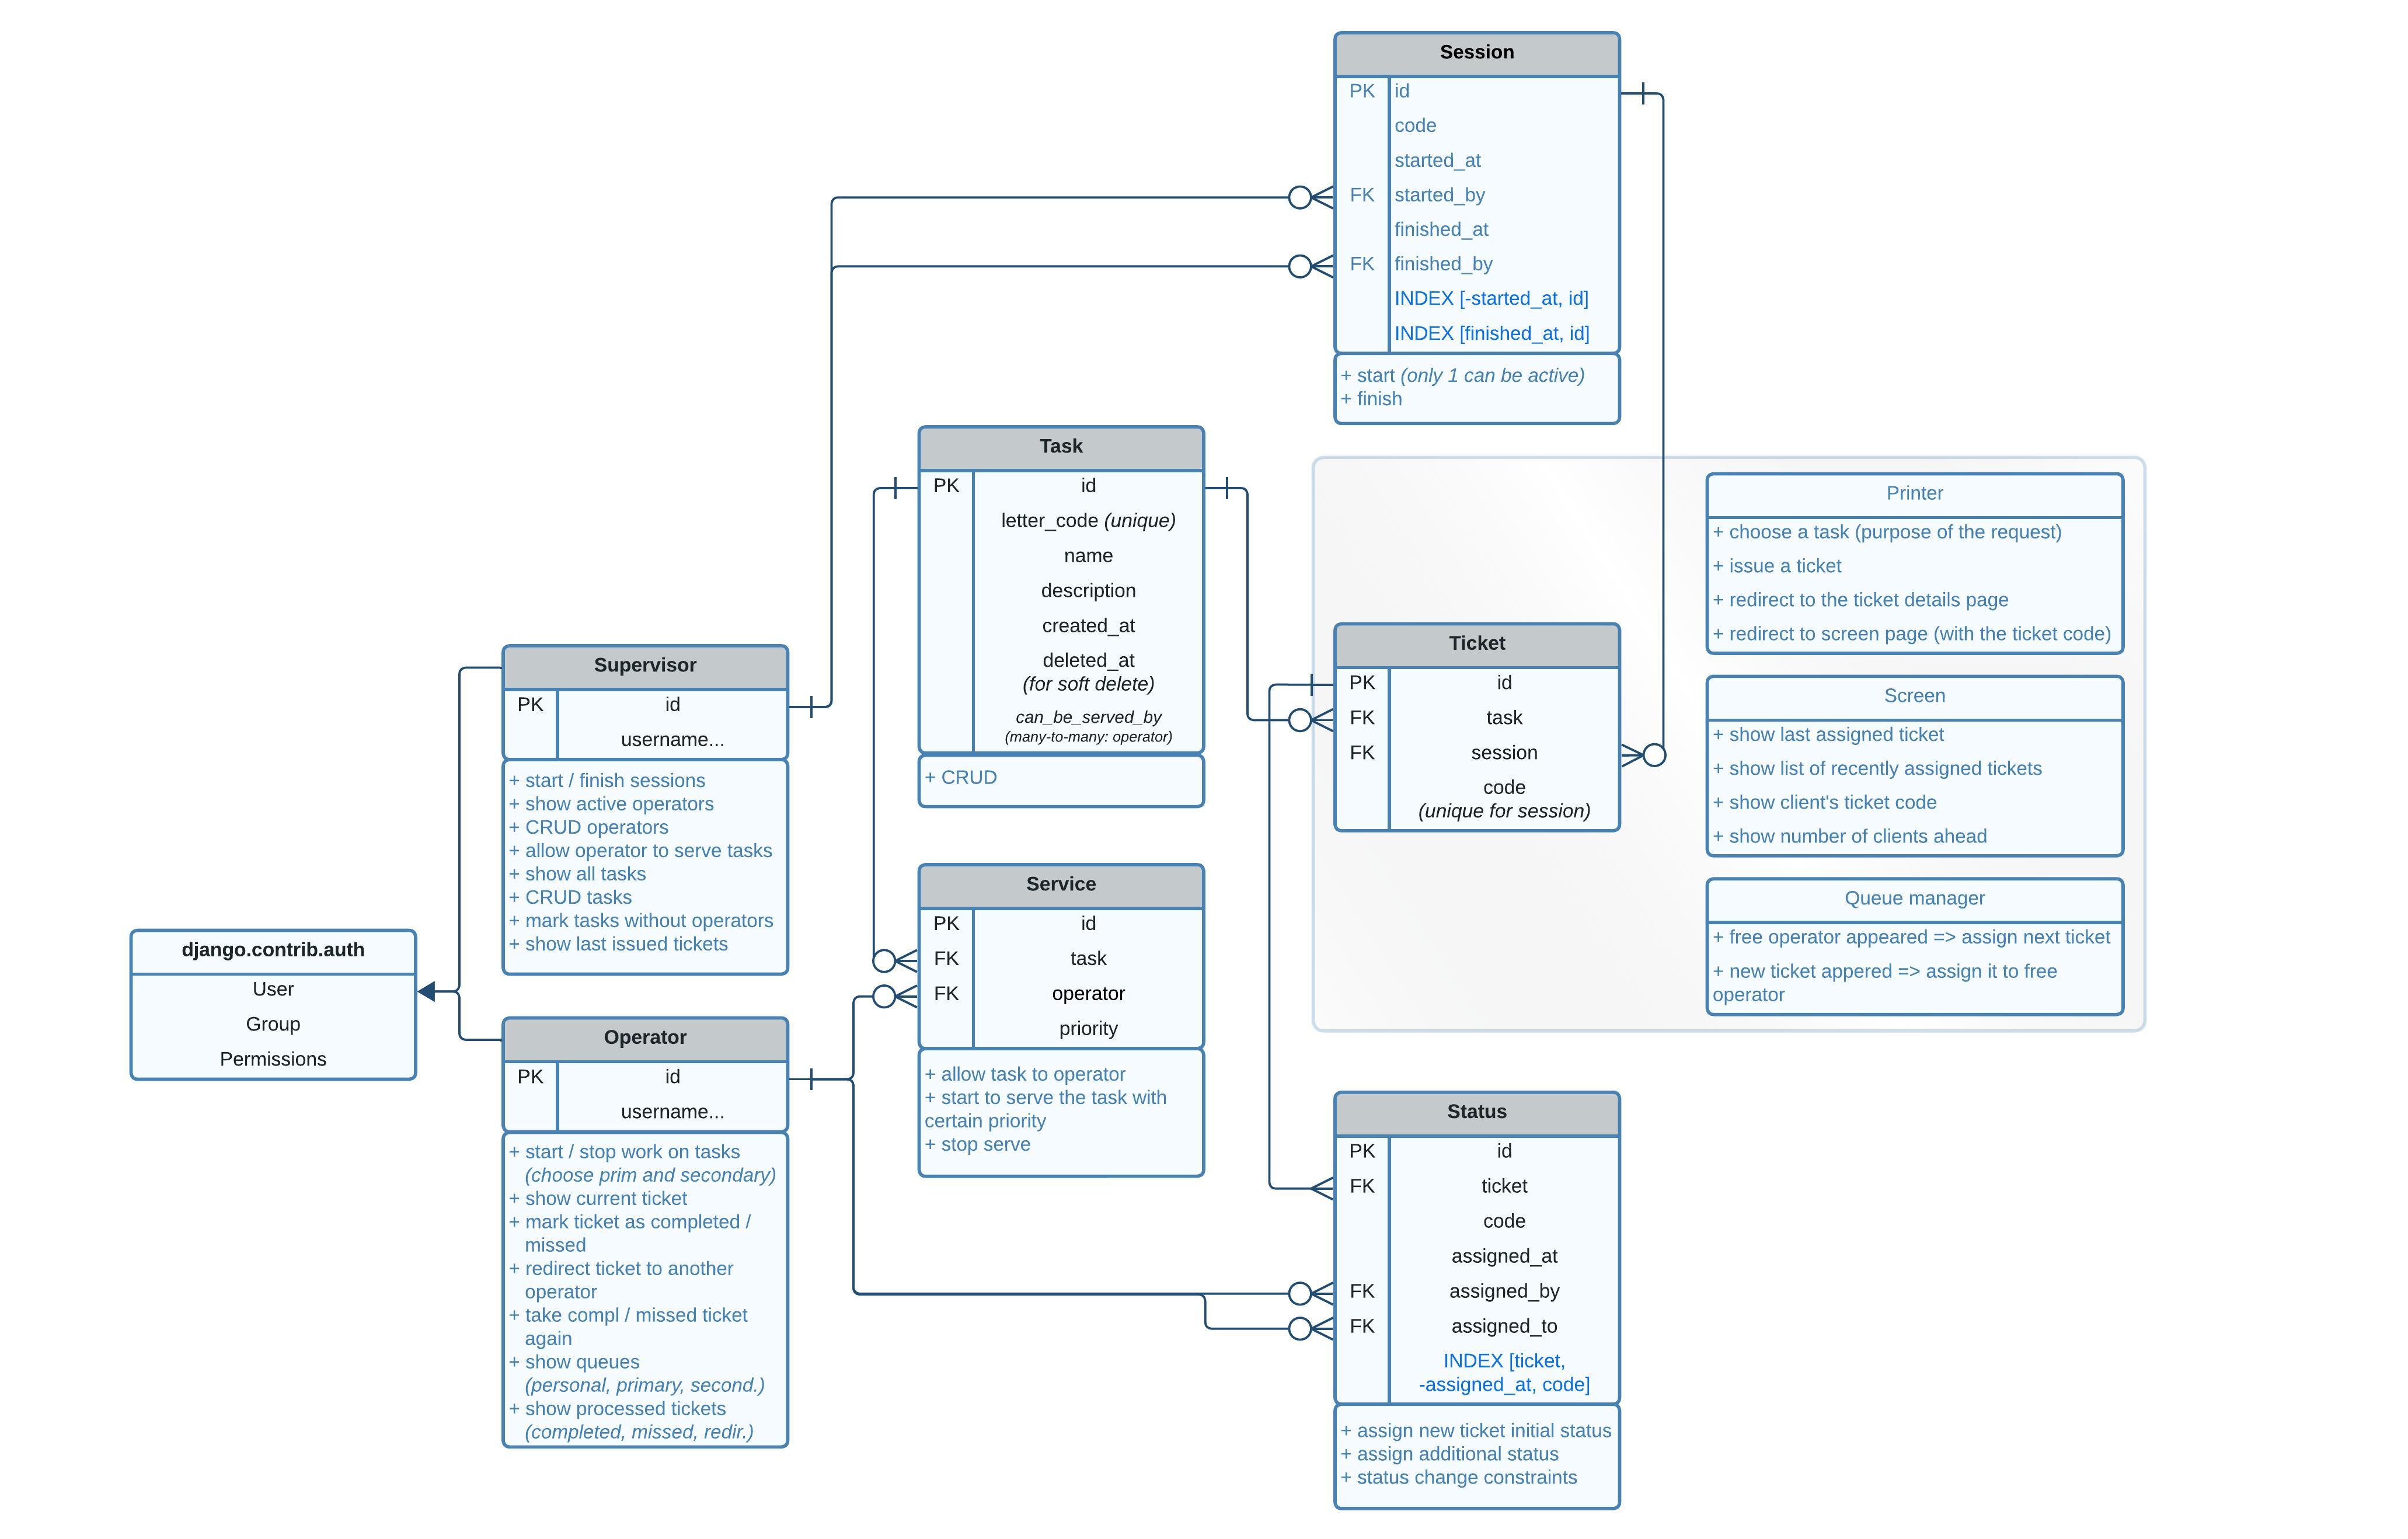 Session
PK id
code
started_at
FK started_by
finished_at
FK finished_by
INDEX [-started_at, id]
INDEX [finished_at, id]
+ start (only 1 can be active)
+ finish
Task
PK id
letter_code (unique)
name
description
created_at
deleted_at
(for soft delete)
can_be_served_by
(many-to-many: operator)
+ CRUD
Printer
+ choose a task (purpose of the request)
+ issue a ticket
+ redirect to the ticket details page
+ redirect to screen page (with the ticket code)
Ticket
PK id
FK task
FK session
code
(unique for session)
Screen
+ show last assigned ticket
+ show list of recently assigned tickets
+ show client's ticket code
+ show number of clients ahead
Queue manager
+ free operator appeared => assign next ticket
+ new ticket appered => assign it to free
operator
Supervisor
PK id
username...
+ start / finish sessions
+ show active operators
+ CRUD operators
+ allow operator to serve tasks
+ show all tasks
+ CRUD tasks
+ mark tasks without operators
+ show last issued tickets
Service
PK id
FK task
FK operator
priority
+ allow task to operator
+ start to serve the task with
certain priority
+ stop serve
django.contrib.auth
User
Group
Permissions
Operator
PK id
username...
+ start / stop work on tasks
(choose prim and secondary)
+ show current ticket
+ mark ticket as completed /
missed
+ redirect ticket to another
operator
+ take compl / missed ticket
again
+ show queues
(personal, primary, second.)
+ show processed tickets
(completed, missed, redir.)
Status
PK id
FK ticket
code
assigned_at
FK assigned_by
FK assigned_to
INDEX [ticket,
-assigned_at, code]
+ assign new ticket initial status
+ assign additional status
+ status change constraints